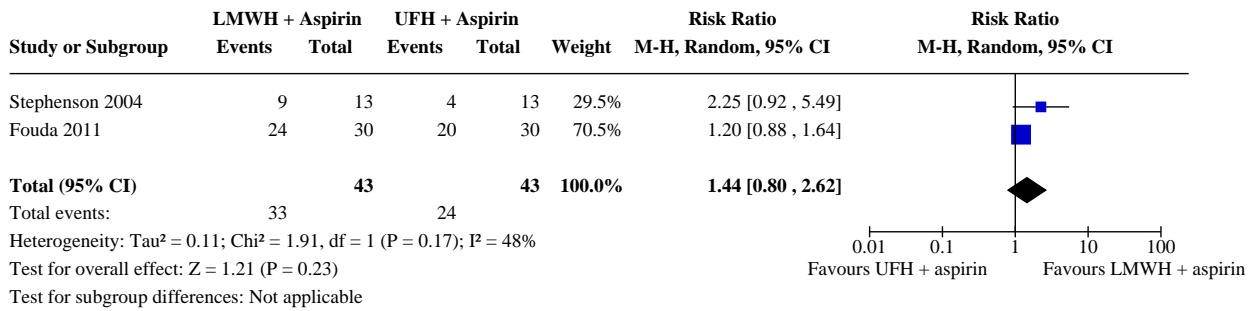 LMWH + Aspirin UFH + Aspirin Risk Ratio Risk Ratio
Study or Subgroup Events Total Events Total Weight M-H, Random, 95% CI M-H, Random, 95% CI
Stephenson 2004 9 13 4 13 29.5% 2.25 [0.92 , 5.49]
Fouda 2011 24 30 20 30 70.5% 1.20 [0.88 , 1.64]
Total (95% CI) 43 43 100.0% 1.44 [0.80 , 2.62]
Total events: 33 24
Heterogeneity: Tau² = 0.11; Chi² = 1.91, df = 1 (P = 0.17); I² = 48%
0.01 0.1 1 10 100
Test for overall effect: Z = 1.21 (P = 0.23)
Favours UFH + aspirin Favours LMWH + aspirin
Test for subgroup differences: Not applicable